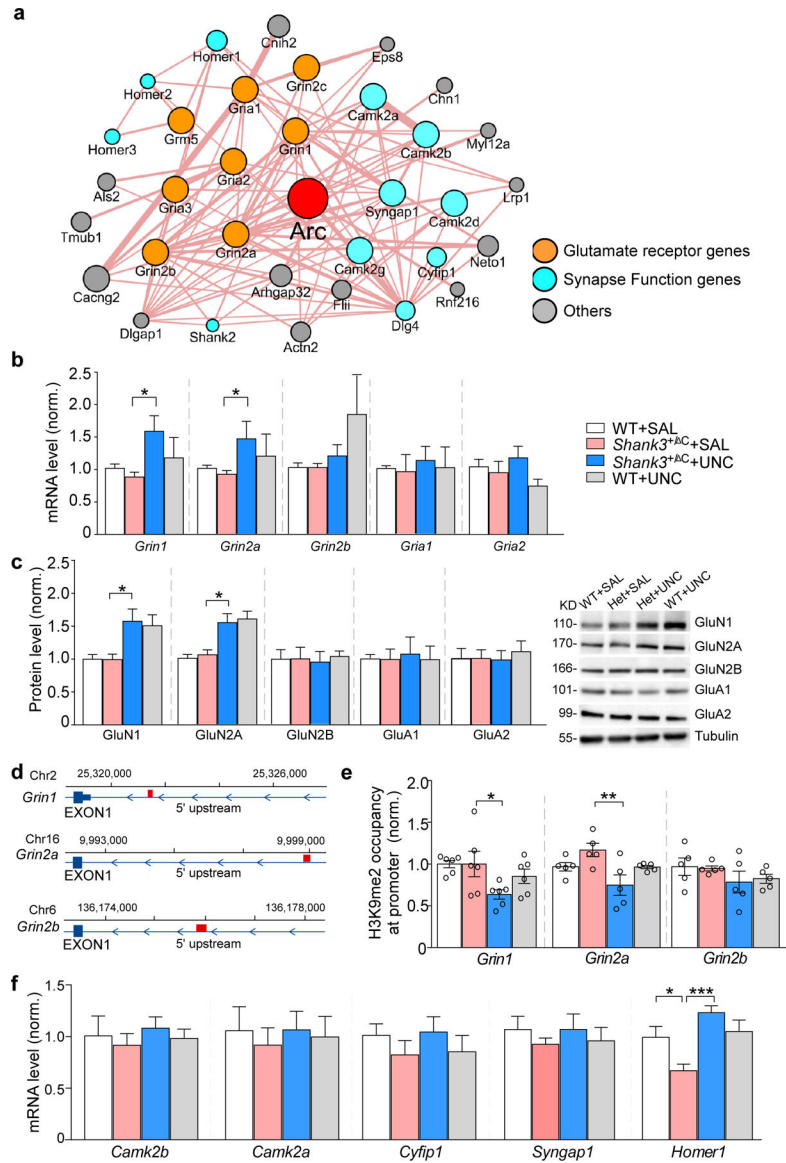 a
Cnih2
Homer1
Eps8
Grin2c
Homer2
Gria1
Camk2a
Chn1
Grm5
Grin1
Camk2b
Myl12a
Homer3
Gria2
Als2
Gria3
Syngap1
Lrp1
Arc
Camk2d
Tmub1
Grin2a
Grin2b
Camk2g
Cyfip1
Neto1
Cacng2
Arhgap32
Flii
Rnf216
Dlgap1
Shank2
Actn2
Dlg4
Glutamate receptor genes
Synapse Function genes
Others
b
mRNA level (norm.)
2.5
2.0
1.5
1.0
0.5
0
* *
Grin1 Grin2a Grin2b Gria1 Gria2
WT+SAL
Shank3+/ΔC+SAL
Shank3+/ΔC+UNC
WT+UNC
c
Protein level (norm.)
2.0
1.5
1.0
0.5
0
* *
GluN1 GluN2A GluN2B GluA1 GluA2
WT+SAL Het+SAL Het+UNC WT+UNC
KD
110- GluN1
170- GluN2A
166- GluN2B
101- GluA1
99- GluA2
55- Tubulin
d
Chr2 25,320,000 25,326,000
Grin1
EXON1 5' upstream
Chr16 9,993,000 9,999,000
Grin2a
EXON1 5' upstream
Chr6 136,174,000 136,178,000
Grin2b
EXON1 5' upstream
e
H3K9me2 occupancy
at promoter (norm.)
2.0
1.5
1.0
0.5
0
* **
Grin1 Grin2a Grin2b
f
mRNA level (norm.)
1.5
1.0
0.5
0
* ***
Camk2b Camk2a Cyfip1 Syngap1 Homer1